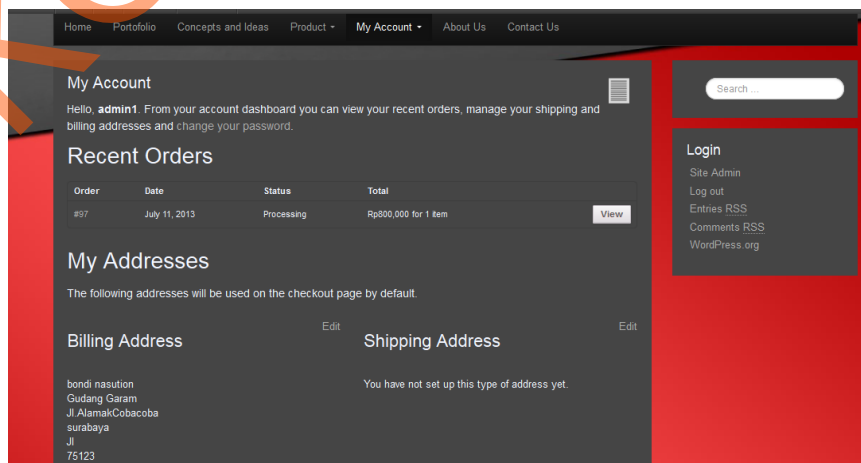 Home Portofolio Concepts and Ideas Product My Account About Us Contact Us
My Account
Hello, admin1. From your account dashboard you can view your recent orders, manage your shipping and
billing addresses and change your password.
Recent Orders
Order Date Status Total
#97 July 11, 2013 Processing Rp800,000 for 1 item View
My Addresses
The following addresses will be used on the checkout page by default.
Edit
Billing Address
bondi nasution
Gudang Garam
Jl.AlamakCobacoba
surabaya
JI
75123
Edit
Shipping Address
You have not set up this type of address yet.
Search ...
Login
Site Admin
Log out
Entries RSS
Comments RSS
WordPress.org